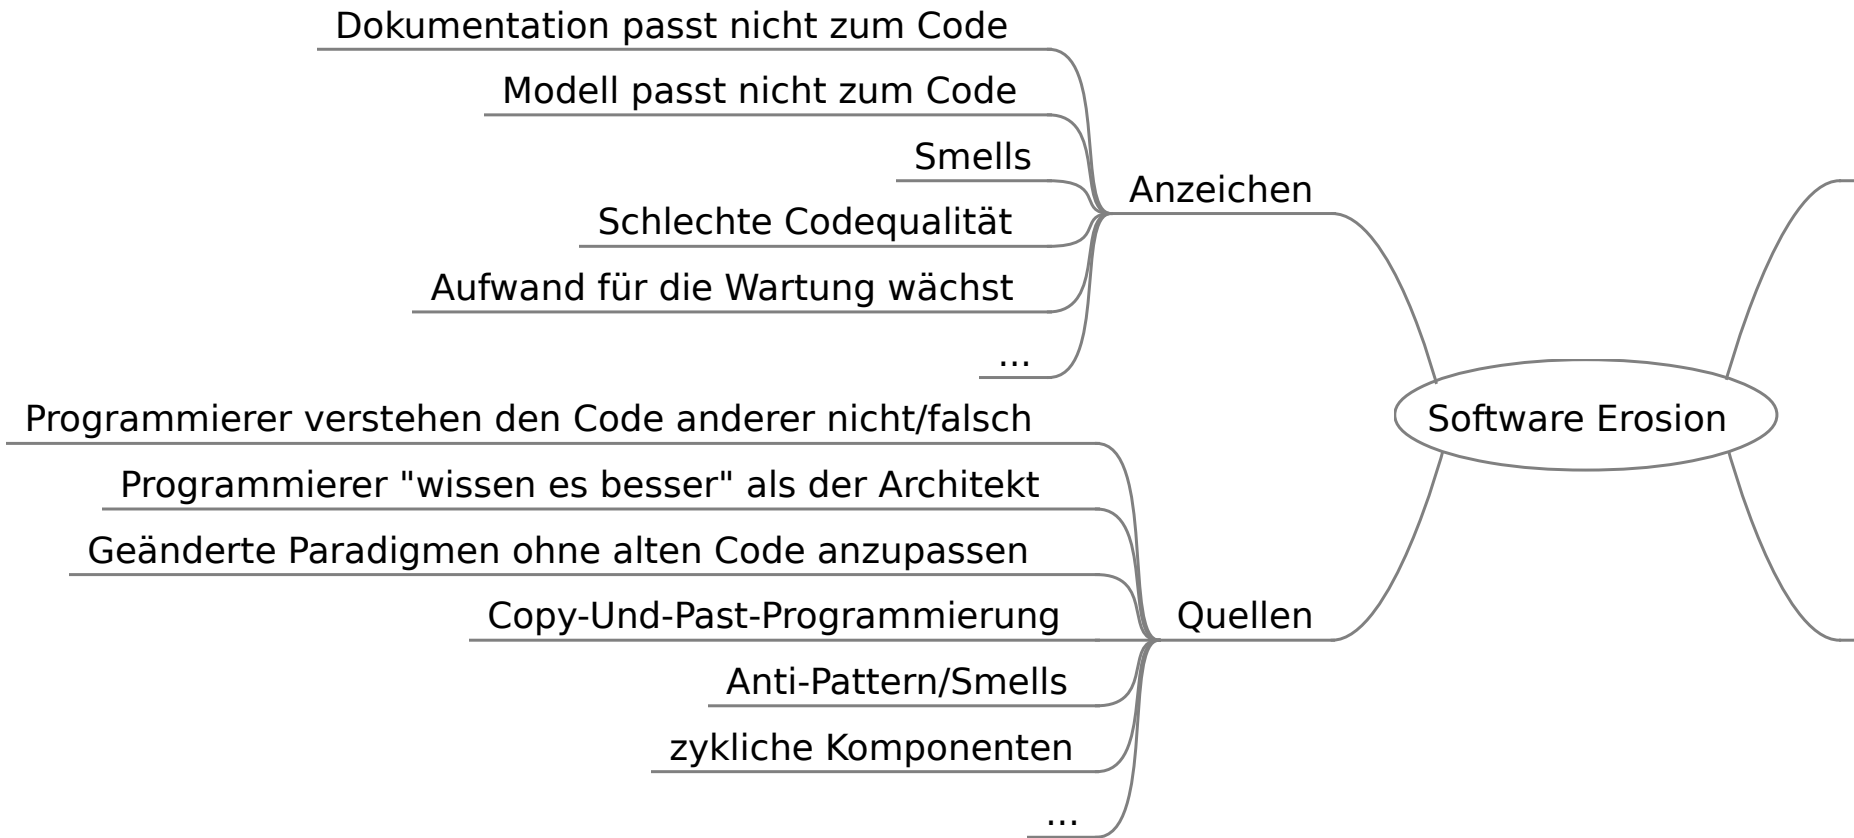 Dokumentation passt nicht zum Code
Modell passt nicht zum Code
Smells
Schlechte Codequalität
Aufwand für die Wartung wächst
...
Anzeichen
Programmierer verstehen den Code anderer nicht/falsch
Programmierer "wissen es besser" als der Architekt
Geänderte Paradigmen ohne alten Code anzupassen
Copy-Und-Past-Programmierung
Anti-Pattern/Smells
zykliche Komponenten
...
Quellen
Software Erosion